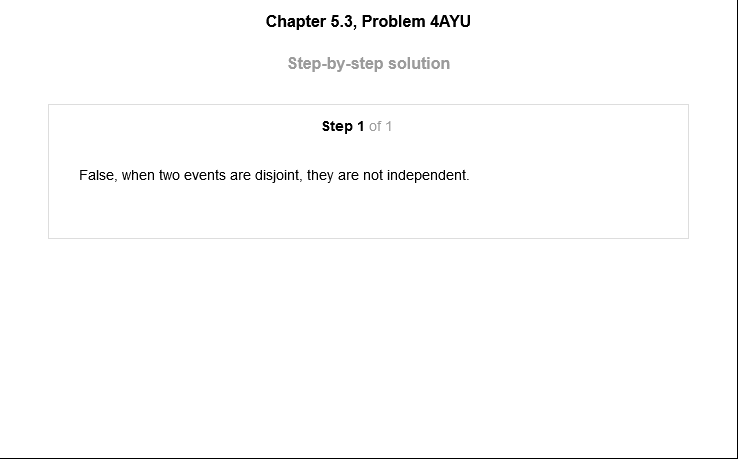 Chapter 5.3, Problem 4AYU
Step-by-step solution
Step 1 of 1
False, when two events are disjoint, they are not independent.